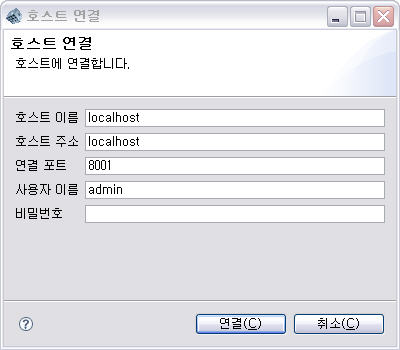 호스트 연결
호스트 연결
호스트에 연결합니다.
호스트 이름 localhost
호스트 주소 localhost
연결 포트 8001
사용자 이름 admin
비밀번호
? 연결(C) 취소(C)